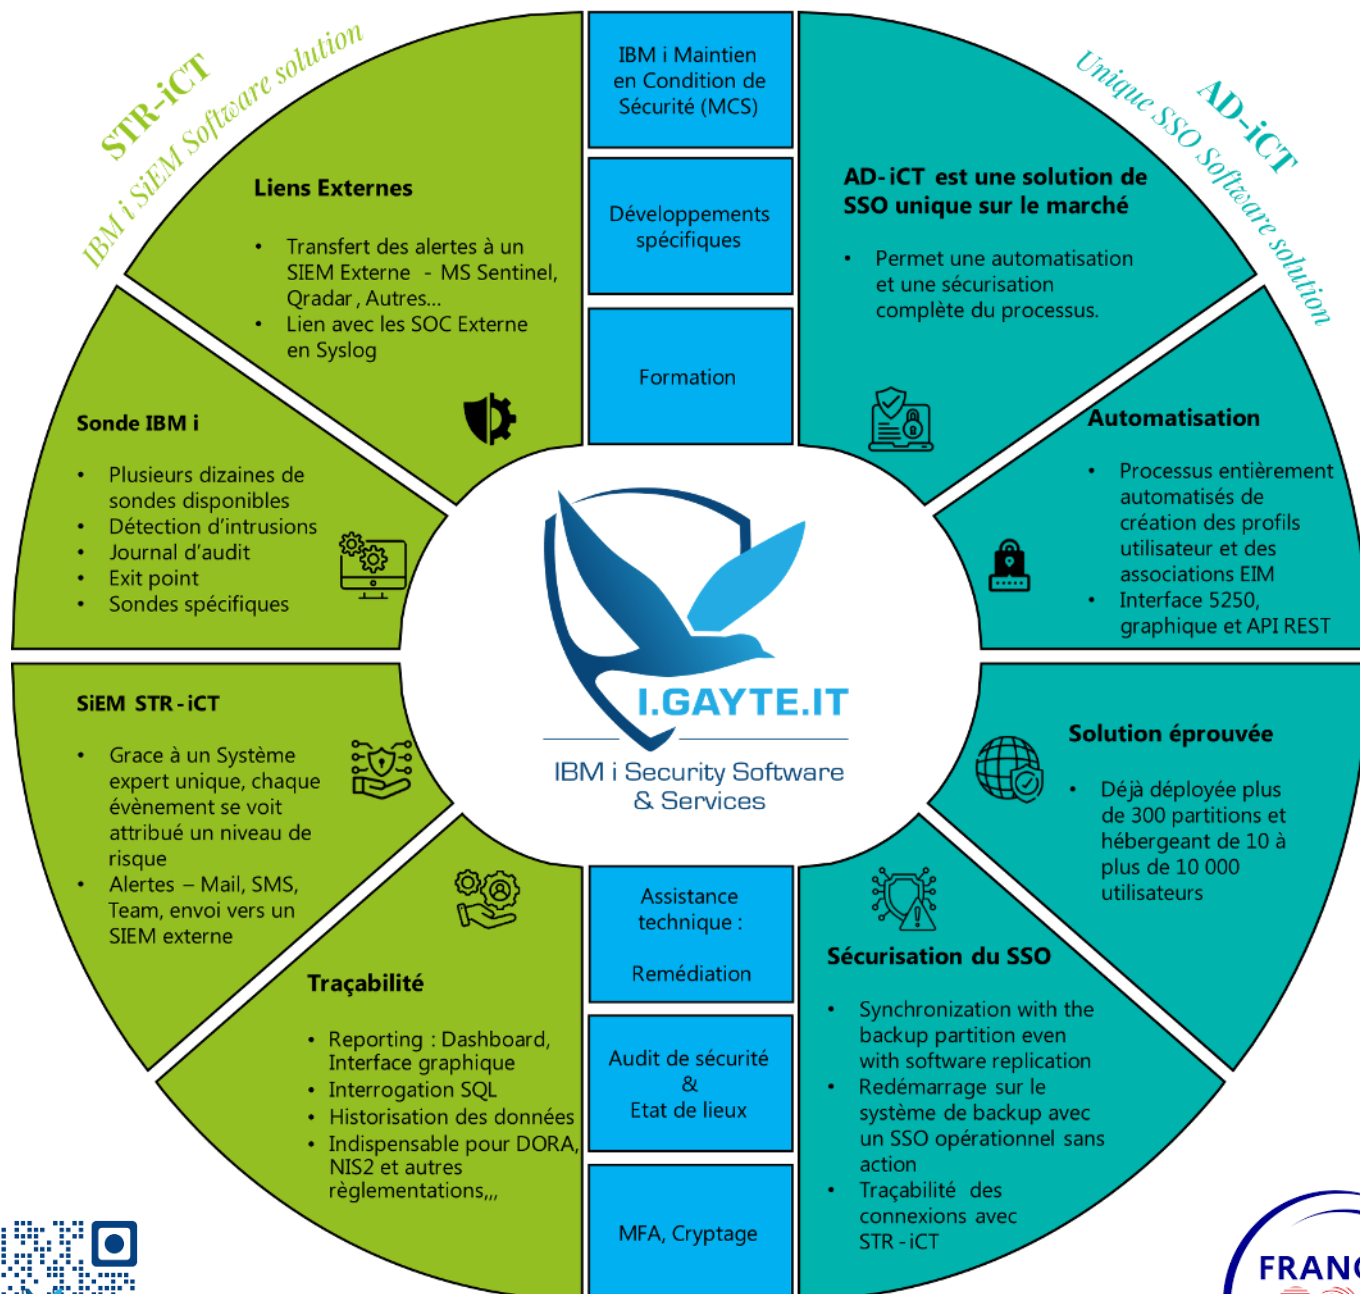 STR-iCT
IBM i SiEM Software solution
Liens Externes
• Transfert des alertes à un
SIEM Externe - MS Sentinel,
Qradar, Autres...
• Lien avec les SOC Externe
en Syslog
Sonde IBM i
• Plusieurs dizaines de
sondes disponibles
• Détection d'intrusions
• Journal d'audit
• Exit point
• Sondes spécifiques
SiEM STR-iCT
• Grace à un Système
expert unique, chaque
évènement se voit
attribué un niveau de
risque
• Alertes – Mail, SMS,
Team, envoi vers un
SIEM externe
Traçabilité
• Reporting : Dashboard,
Interface graphique
• Interrogation SQL
• Historisation des données
• Indispensable pour DORA,
NIS2 et autres
règlementations,,,
IBM i Maintien
en Condition de
Sécurité (MCS)
Développements
spécifiques
Formation
I.GAYTE.IT
IBM i Security Software
& Services
Assistance
technique :
Remédiation
Audit de sécurité
&
Etat de lieux
MFA, Cryptage
AD-iCT
Unique SSO Software solution
AD-iCT est une solution de
SSO unique sur le marché
• Permet une automatisation
et une sécurisation
complète du processus.
Automatisation
• Processus entièrement
automatisés de
création des profils
utilisateur et des
associations EIM
• Interface 5250,
graphique et API REST
Solution éprouvée
• Déjà déployée plus
de 300 partitions et
hébergeant de 10 à
plus de 10 000
utilisateurs
Sécurisation du SSO
• Synchronization with the
backup partition even
with software replication
• Redémarrage sur le
système de backup avec
un SSO opérationnel sans
action
• Traçabilité des
connexions avec
STR-iCT